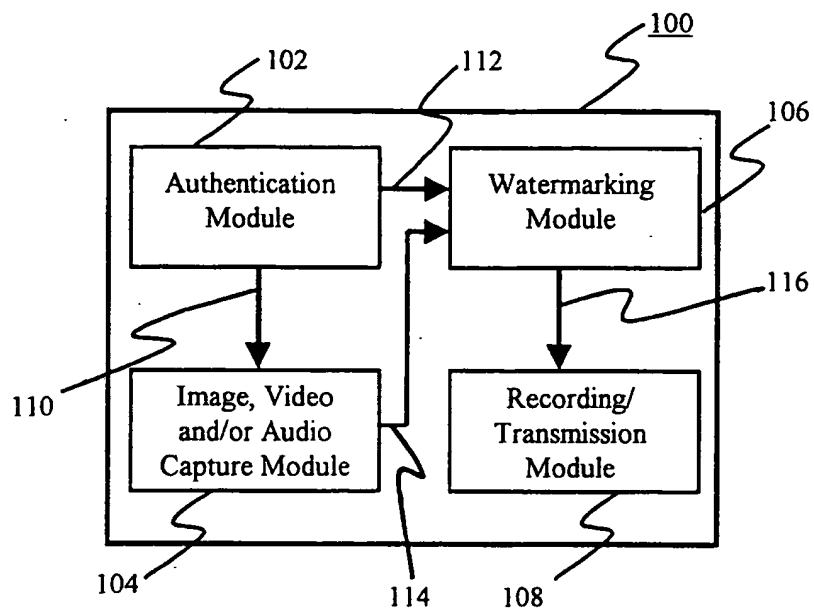 100
102
112
106
Authentication
Module
Watermarking
Module
116
110
Image, Video
and/or Audio
Capture Module
Recording/
Transmission
Module
104
114
108